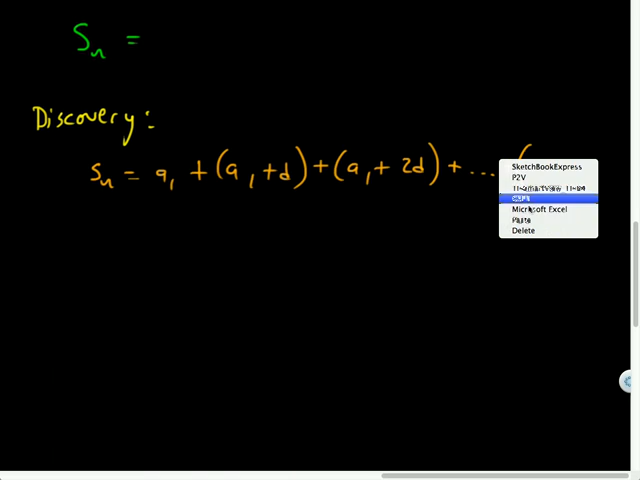 Sₙ =
Discovery:
Sₙ = a₁ + (a₁ + d) + (a₁ + 2d) + ... (
SketchBookExpress
P2V
Microsoft Excel
Paste
Delete